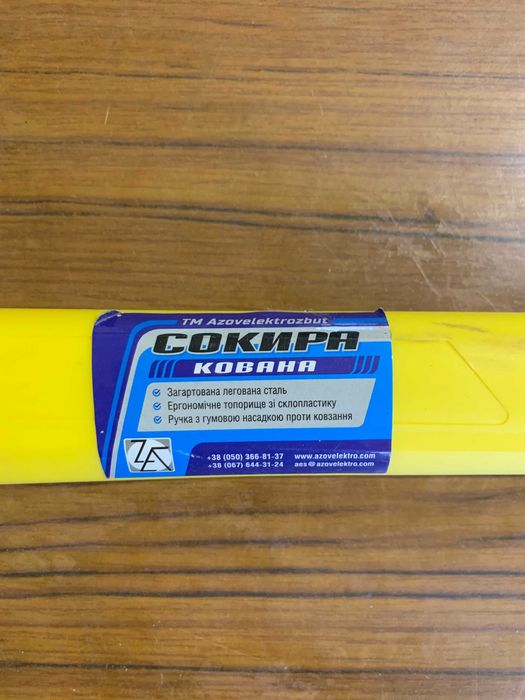 TM Azovelektrozbut
СОКИРА
КОВАНА
Загартована легована сталь
Ергономічне топорище зі склопластику
Ручка з гумовою насадкою проти ковзання
+38 (050) 366-81-37 www.azovelektro.com
+38 (067) 644-31-24 aes@azovelektro.com